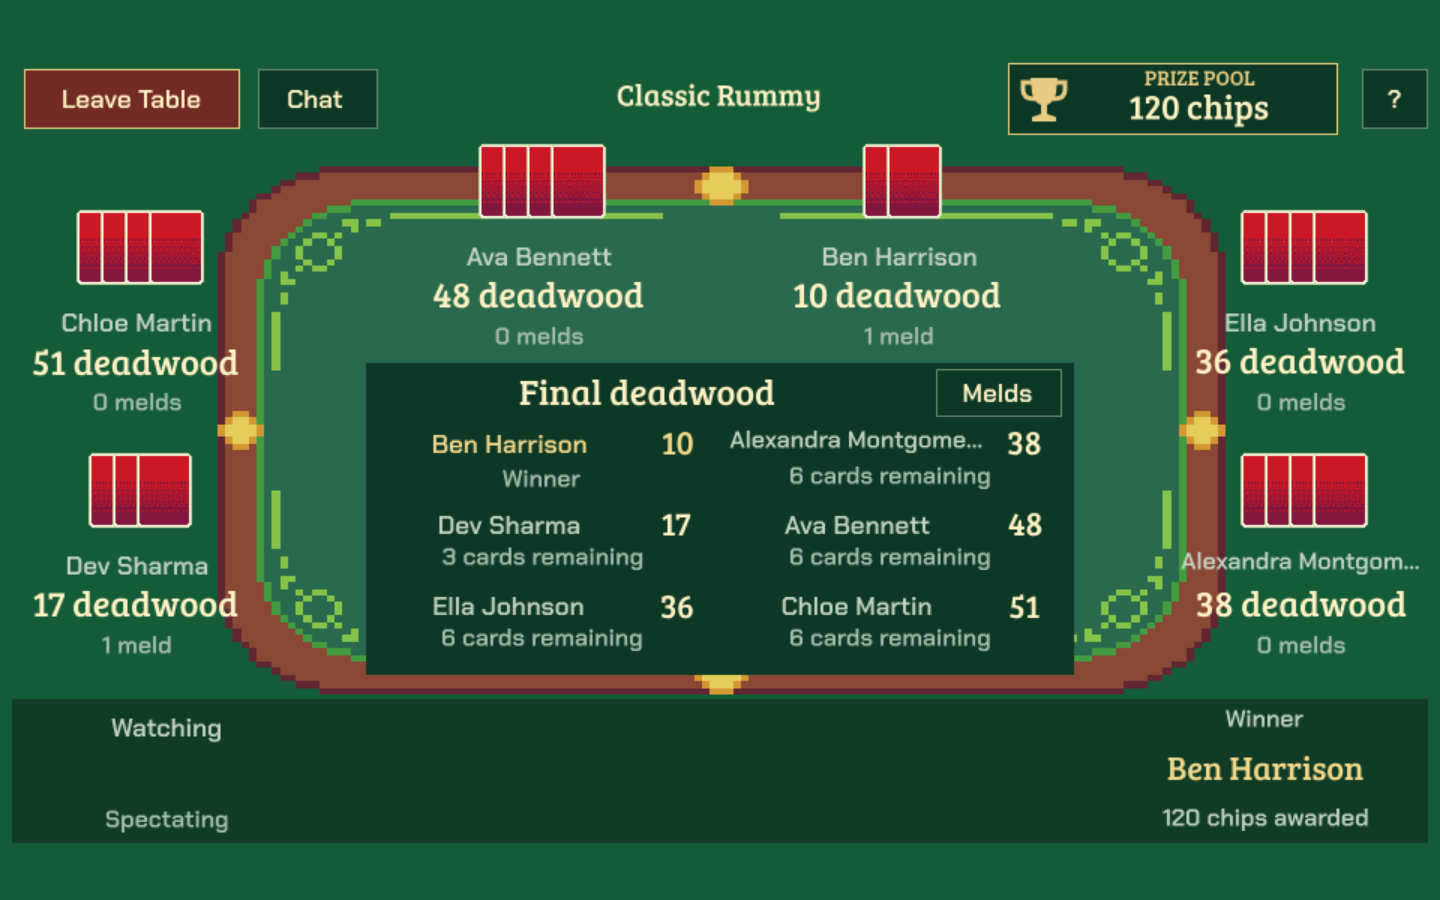 Leave Table
Chat
Classic Rummy
PRIZE POOL
120 chips
?
Ava Bennett
48 deadwood
0 melds
Ben Harrison
10 deadwood
1 meld
Chloe Martin
51 deadwood
0 melds
Ella Johnson
36 deadwood
0 melds
Dev Sharma
17 deadwood
1 meld
Alexandra Montgom...
38 deadwood
0 melds
Final deadwood
Melds
Ben Harrison 10
Winner
Dev Sharma 17
3 cards remaining
Ella Johnson 36
6 cards remaining
Alexandra Montgome... 38
6 cards remaining
Ava Bennett 48
6 cards remaining
Chloe Martin 51
6 cards remaining
Watching
Spectating
Winner
Ben Harrison
120 chips awarded